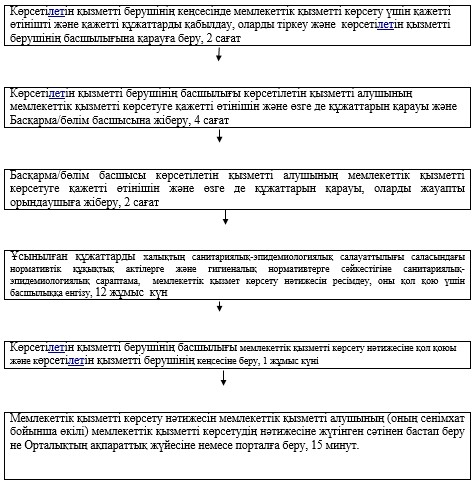 Көрсетілетін қызметті берушінің кеңсесінде мемлекеттік қызметті көрсету үшін қажетті
өтінішті және қажетті құжаттарды қабылдау, оларды тіркеу және көрсетілетін қызметті
берушінің басшылығына қарауға беру, 2 сағат
Көрсетілетін қызметті берушінің басшылығы көрсетілетін қызметті алушының
мемлекеттік қызметті көрсетуге қажетті өтінішін және өзге де құжаттарын қарауы және
Басқарма/бөлім басшысына жіберу, 4 сағат
Басқарма/бөлім басшысы көрсетілетін қызметті алушының мемлекеттік қызметті
көрсетуге қажетті өтінішін және өзге де құжаттарын қарауы, оларды жауапты
орындаушыға жіберу, 2 сағат
Ұсынылған құжаттарды халықтың санитариялық-эпидемиологиялық салауаттылығы саласындағы
нормативтік құқықтық актілерге және гигиеналық нормативтерге сәйкестігіне санитариялық-
эпидемиологиялық сараптама, мемлекеттік қызмет көрсету нәтижесін ресімдеу, оны қол қою үшін
басшылыққа енгізу, 12 жұмыс күн
Көрсетілетін қызметті берушінің басшылығы мемлекеттік қызметті көрсету нәтижесіне қол қоюы
және көрсетілетін қызметті берушінің кеңсесіне беру, 1 жұмыс күні
Мемлекеттік қызметті көрсету нәтижесін мемлекеттік қызметті алушының (оның сенімхат
бойынша өкілі) мемлекеттік қызметті көрсетудің нәтижесіне жүгінген сәтінен бастап беру
не Орталықтың ақпараттық жүйесіне немесе порталға беру, 15 минут.